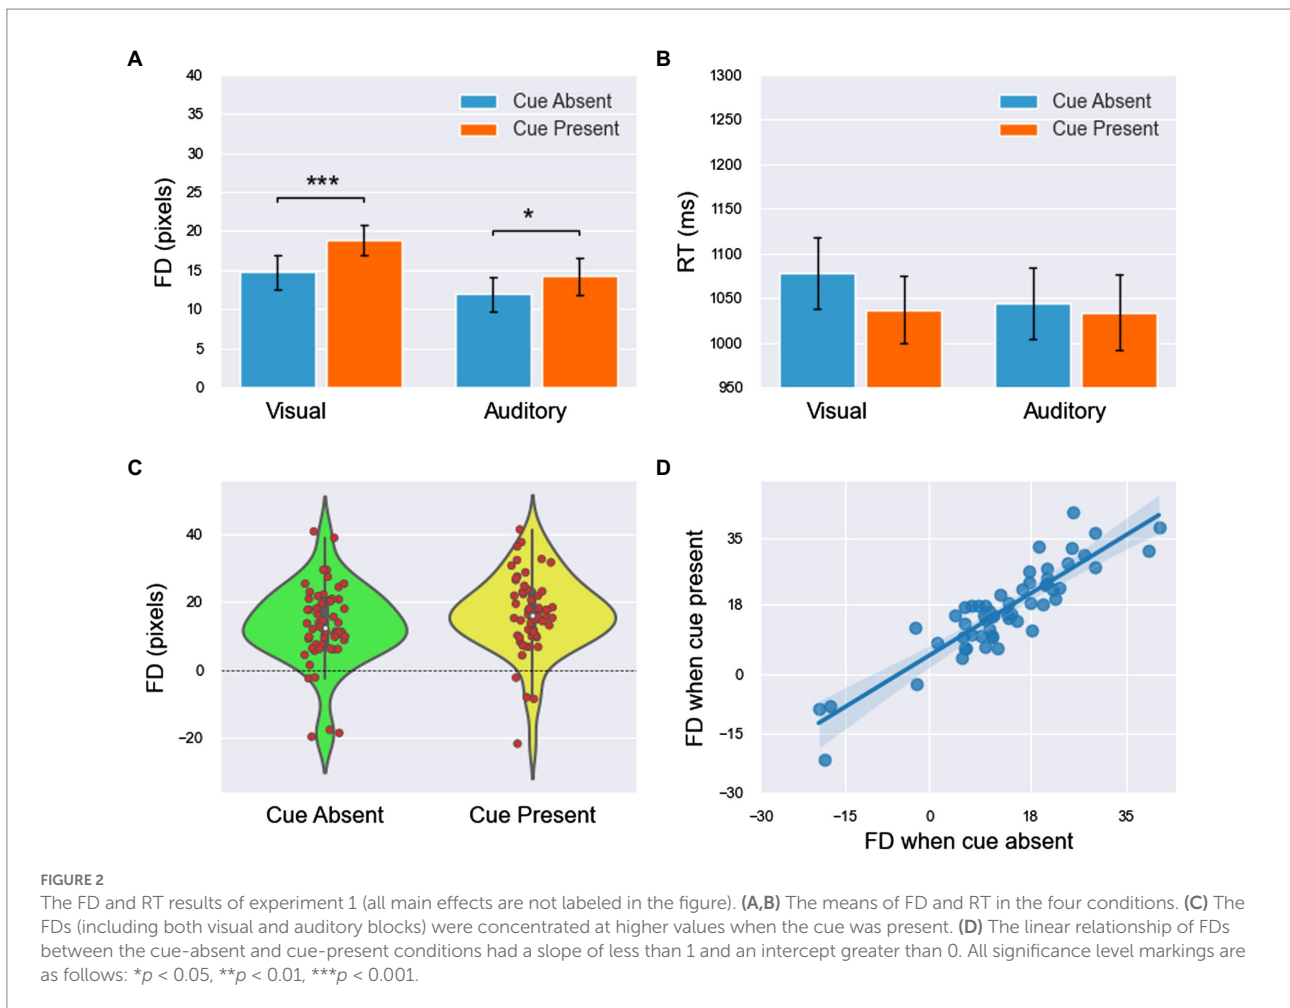 A
40
35
30
25
20
15
10
5
0
FD (pixels)
Cue Absent
Cue Present
***
*
Visual
Auditory
B
1300
1250
1200
1150
1100
1050
1000
950
RT (ms)
Cue Absent
Cue Present
Visual
Auditory
C
40
20
0
−20
FD (pixels)
Cue Absent
Cue Present
D
35
18
0
−15
−30
FD when cue present
−30
−15
0
18
35
FD when cue absent
FIGURE 2
The FD and RT results of experiment 1 (all main effects are not labeled in the figure). (A,B) The means of FD and RT in the four conditions. (C) The
FDs (including both visual and auditory blocks) were concentrated at higher values when the cue was present. (D) The linear relationship of FDs
between the cue-absent and cue-present conditions had a slope of less than 1 and an intercept greater than 0. All significance level markings are
as follows: *p < 0.05, **p < 0.01, ***p < 0.001.